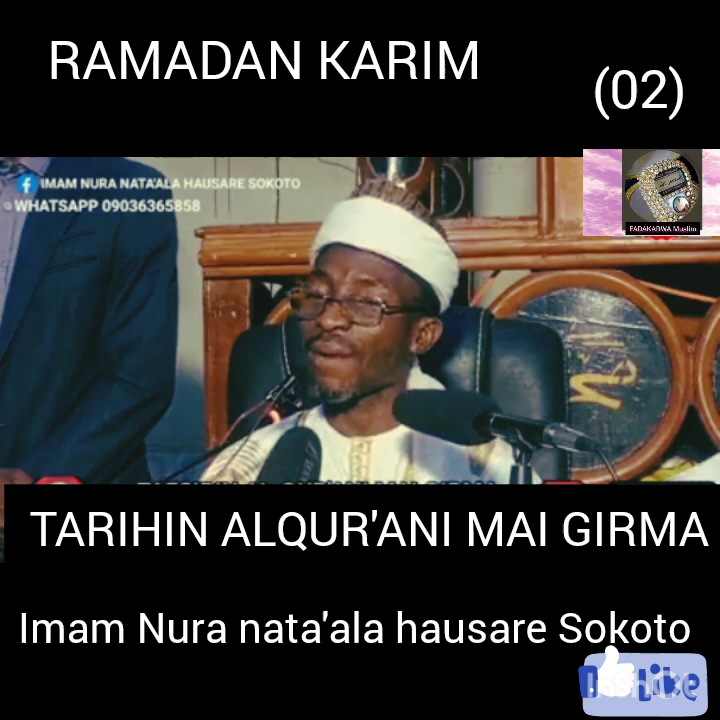 RAMADAN KARIM
(02)
IMAM NURA NATA'ALA HAUSARE SOKOTO
WHATSAPP 09036365858
FADAKARWA Muslim
TARIHIN ALQUR'ANI MAI GIRMA
Imam Nura nata'ala hausare Sokoto
Like